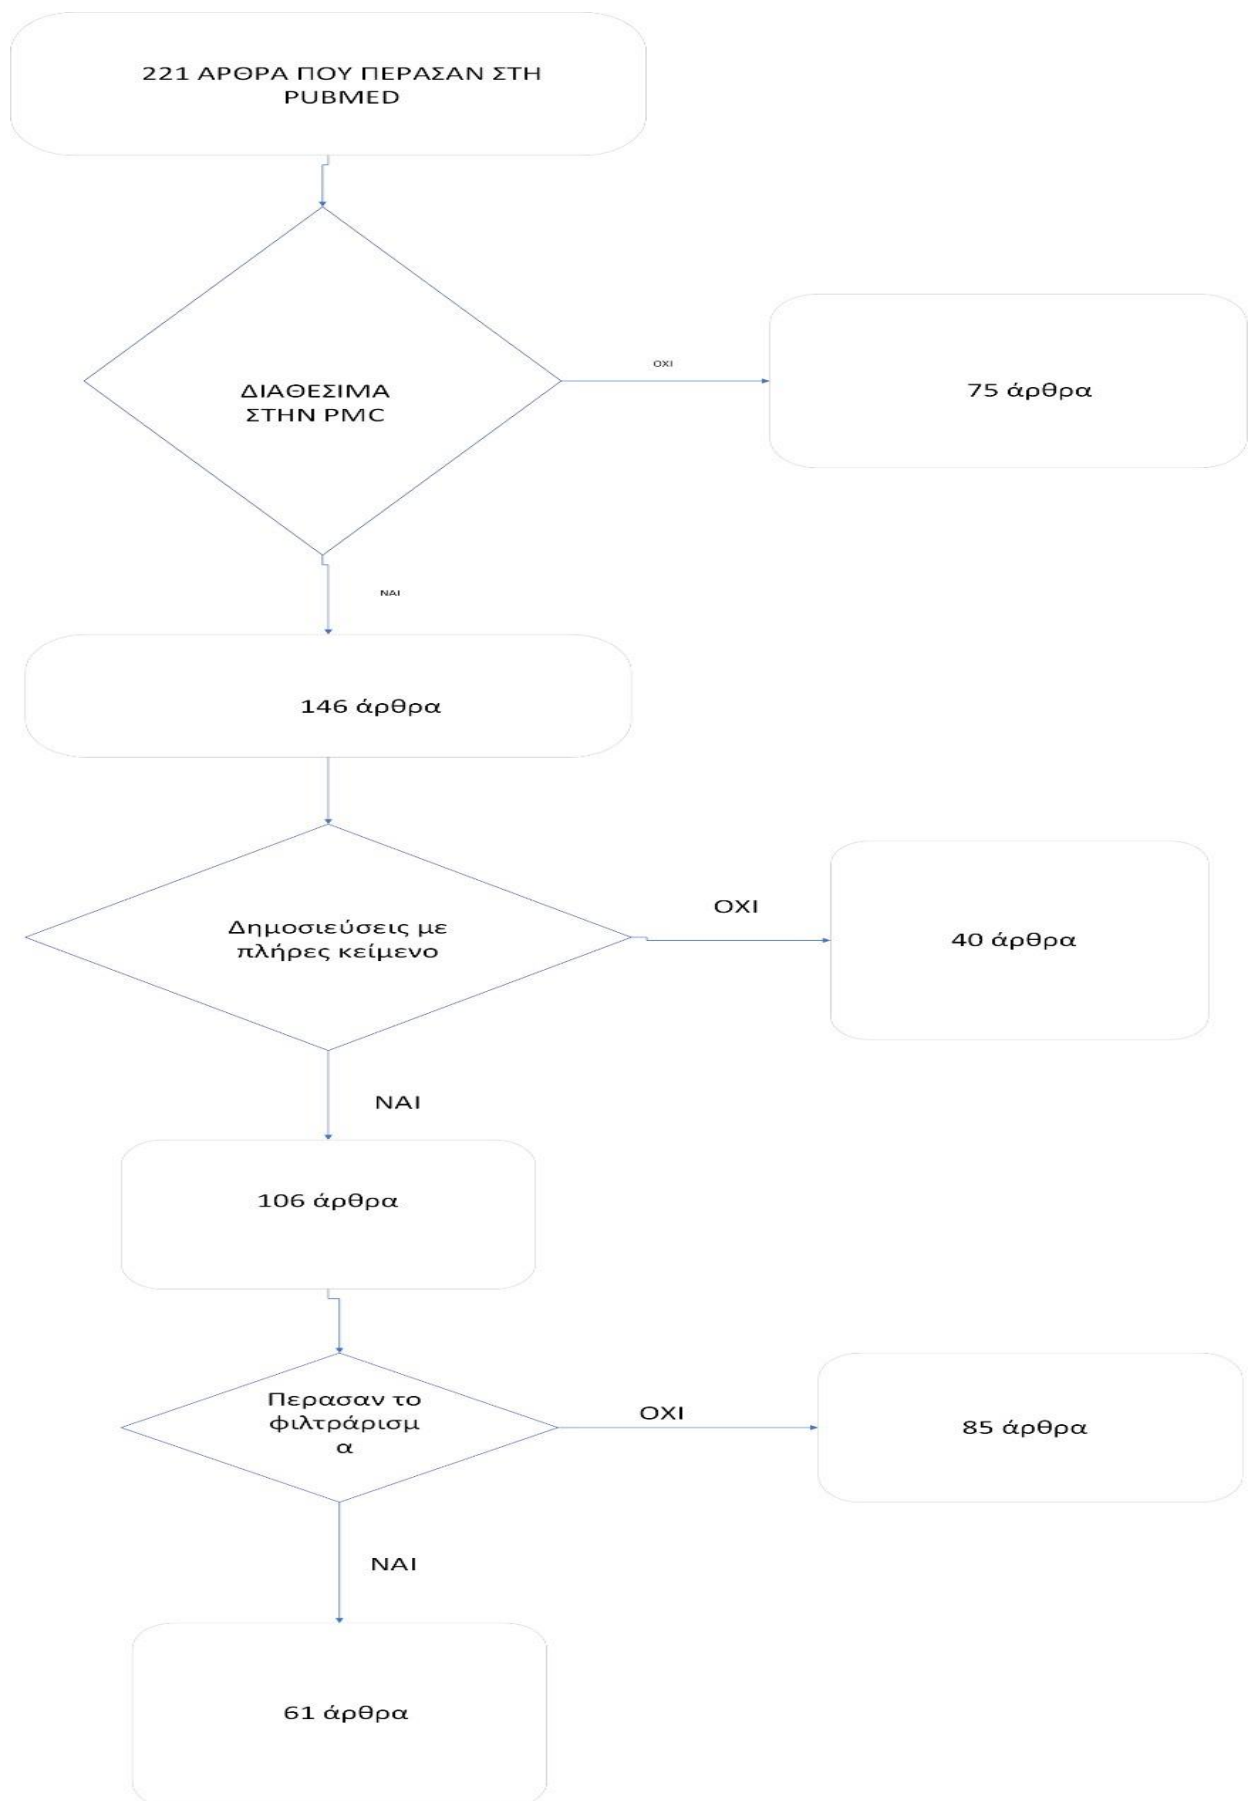 221 ΑΡΘΡΑ ΠΟΥ ΠΕΡΑΣΑΝ ΣΤΗ
PUBMED
ΔΙΑΘΕΣΙΜΑ
ΣΤΗΝ PMC
ΟΧΙ
75 άρθρα
ΝΑΙ
146 άρθρα
Δημοσιεύσεις με
πλήρες κείμενο
ΟΧΙ
40 άρθρα
ΝΑΙ
106 άρθρα
Περασαν το
φιλτράρισμ
α
ΟΧΙ
85 άρθρα
ΝΑΙ
61 άρθρα